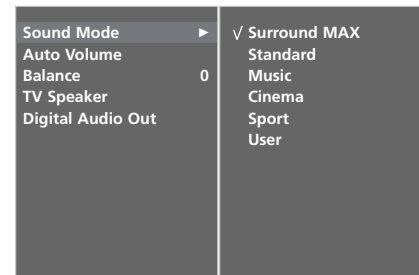 Sound Mode ▶
Auto Volume
Balance 0
TV Speaker
Digital Audio Out
√ Surround MAX
Standard
Music
Cinema
Sport
User